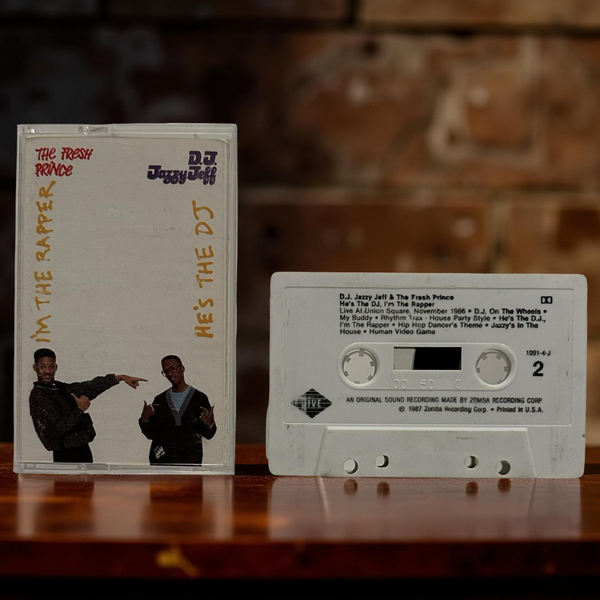 THE FRESH
PRINCE
D.J.
Jazzy Jeff
I'M THE RAPPER
HE'S THE DJ
D.J. Jazzy Jeff & The Fresh Prince
He's The DJ, I'm The Rapper
Live At Union Square, November 1986 • D.J. On The Wheels •
My Buddy • Rhythm Trax - House Party Style • He's The D.J.,
I'm The Rapper • Hip Hop Dancer's Theme • Jazzy's In The
House • Human Video Game
1091-4-J
2
00 50 0
JIVE
AN ORIGINAL SOUND RECORDING MADE BY ZOMBA RECORDING CORP
© 1987 Zomba Recording Corp. • Printed in U.S.A.